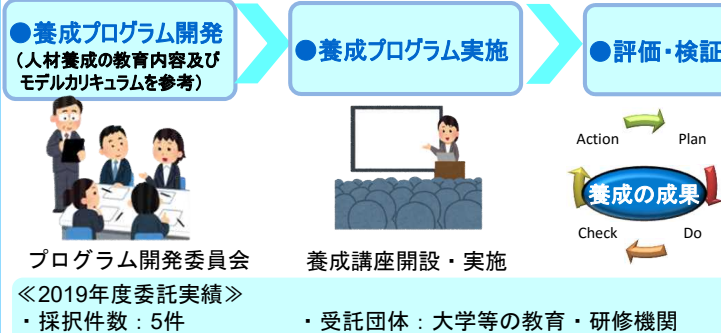 ●養成プログラム開発
（人材養成の教育内容及び
モデルカリキュラムを参考）
●養成プログラム実施
●評価・検証
プログラム開発委員会
養成講座開設・実施
Action
Plan
養成の成果
Check
Do
≪2019年度委託実績≫
・採択件数：5件
・受託団体：大学等の教育・研修機関